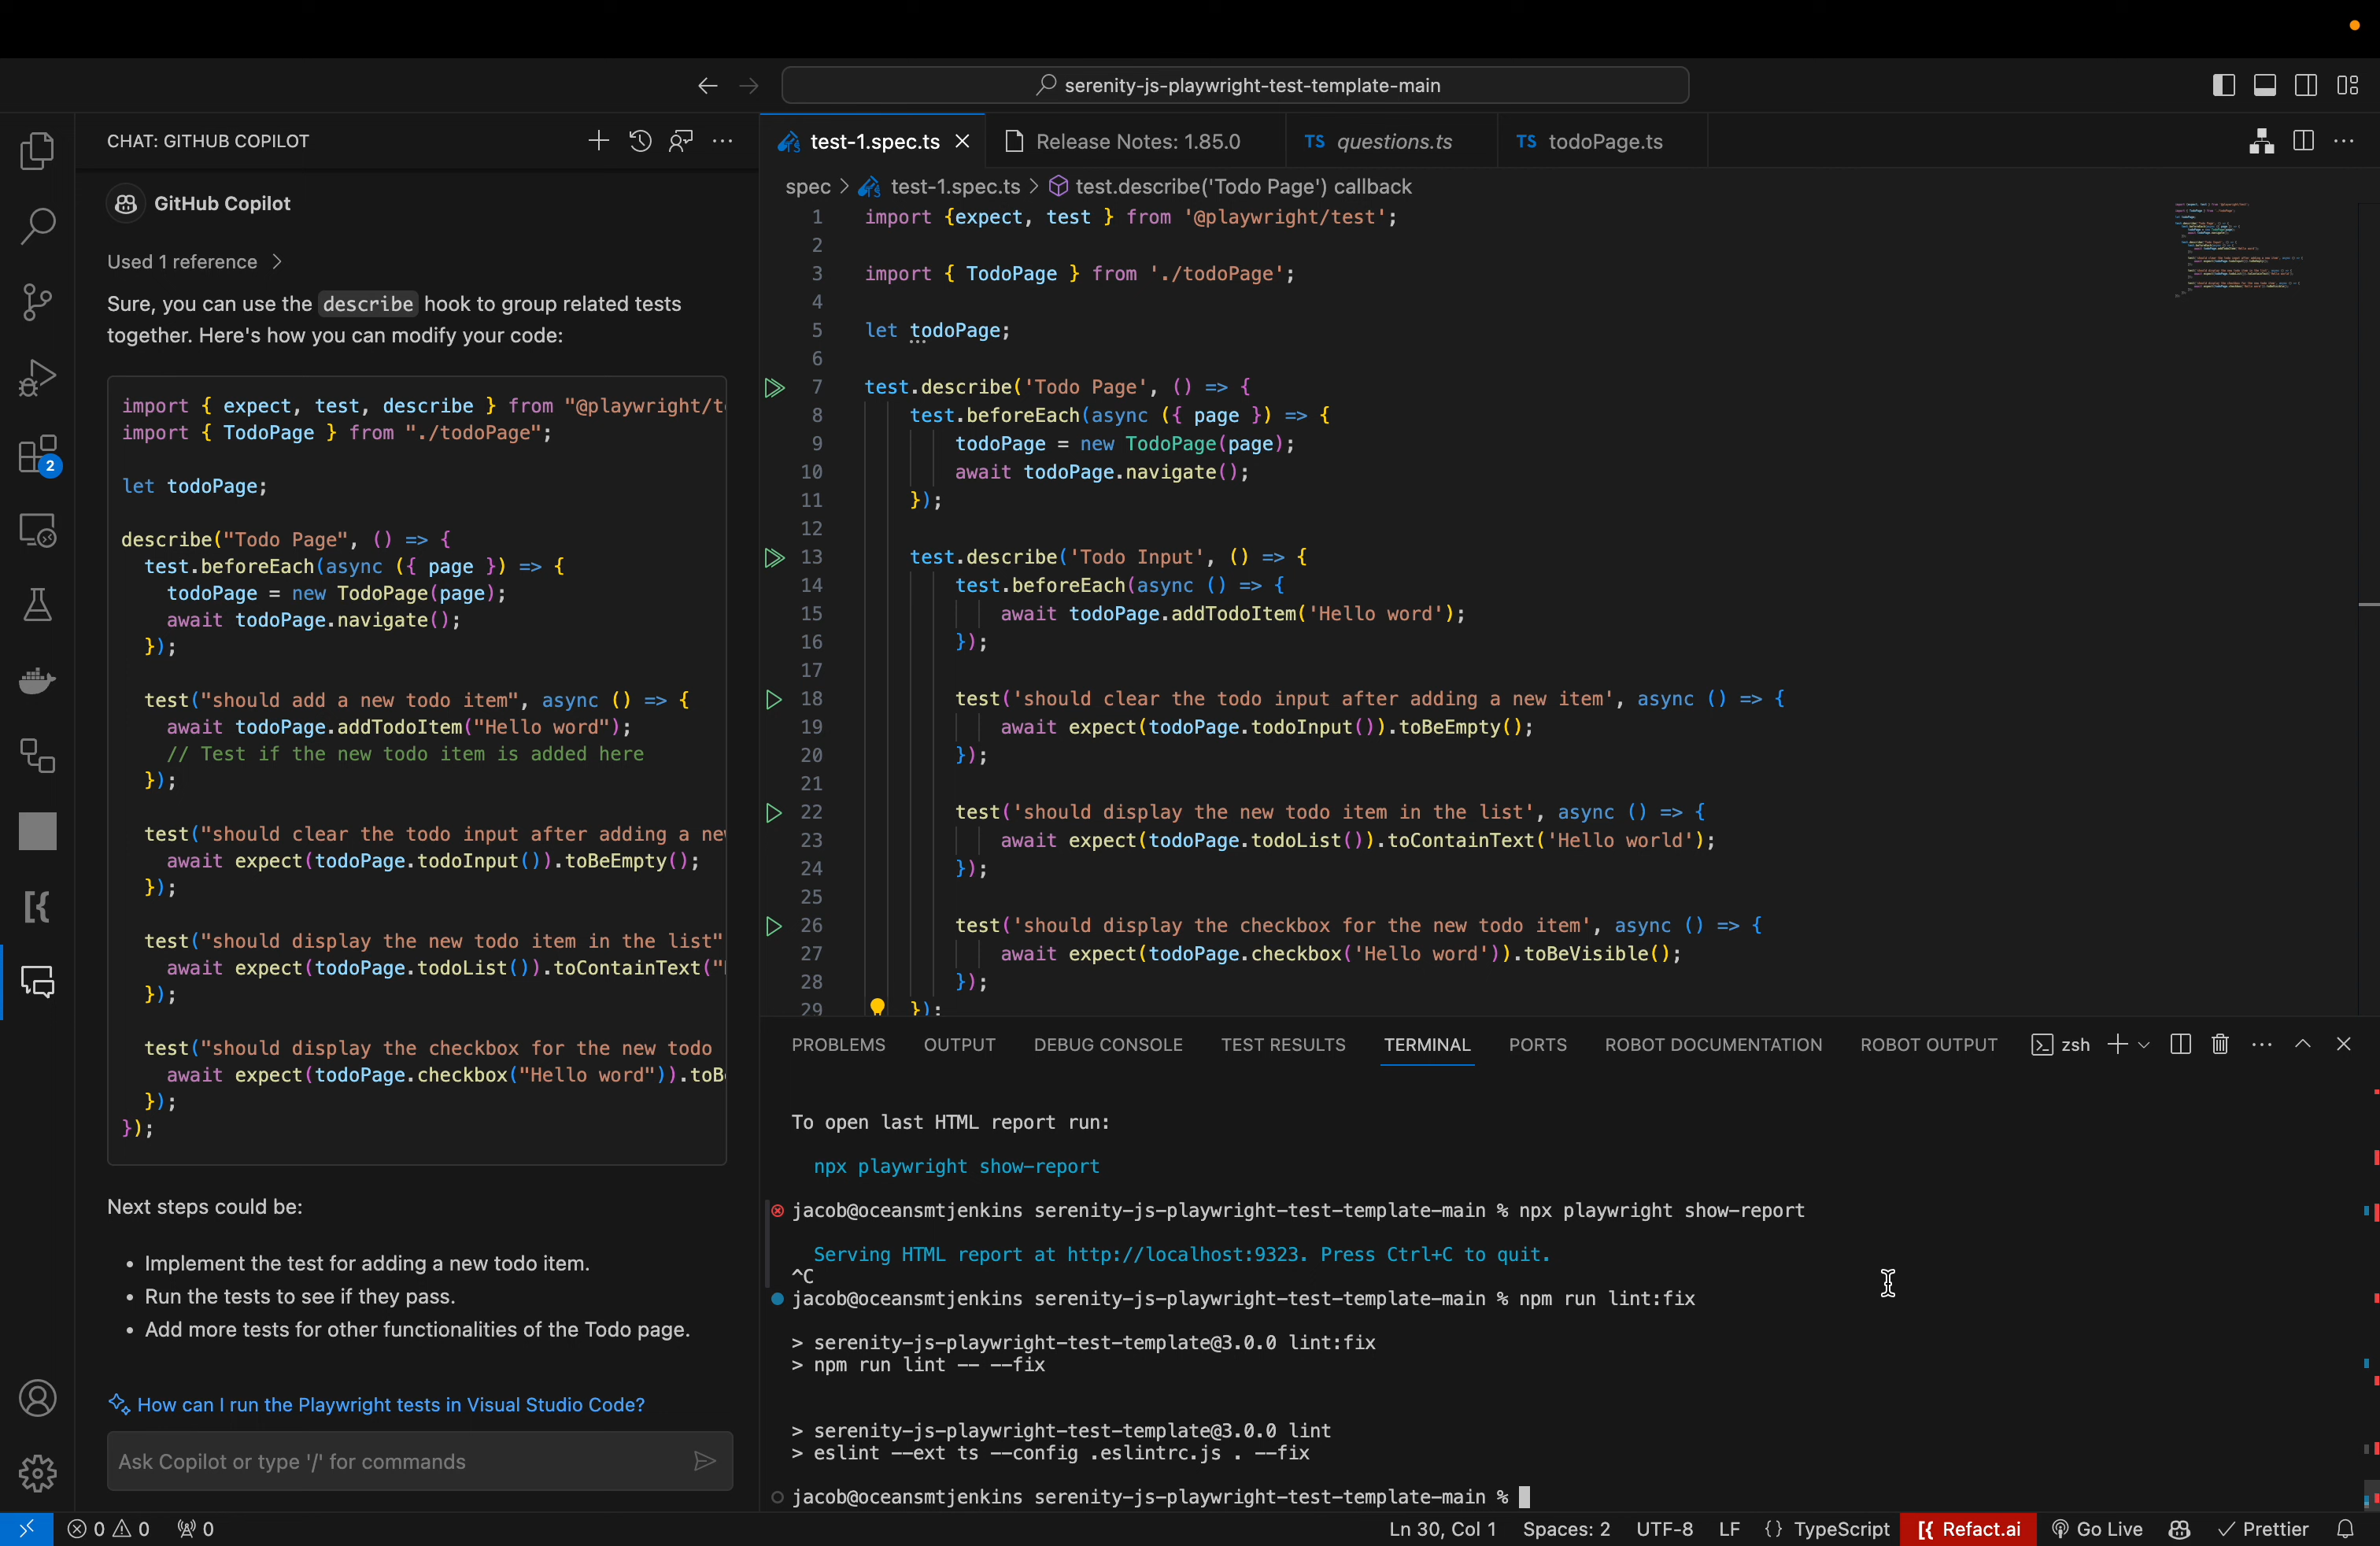 serenity-js-playwright-test-template-main
CHAT: GITHUB COPILOT
GitHub Copilot
Used 1 reference
Sure, you can use the describe hook to group related tests
together. Here's how you can modify your code:
import { expect, test, describe } from "@playwright/t
import { TodoPage } from "./todoPage";
let todoPage;
describe("Todo Page", () => {
test.beforeEach(async ({ page }) => {
todoPage = new TodoPage(page);
await todoPage.navigate();
});
test("should add a new todo item", async () => {
await todoPage.addTodoItem("Hello word");
// Test if the new todo item is added here
});
test("should clear the todo input after adding a new
await expect(todoPage.todoInput()).toBeEmpty();
});
test("should display the new todo item in the list"
await expect(todoPage.todoList()).toContainText("
});
test("should display the checkbox for the new todo
await expect(todoPage.checkbox("Hello word")).toB
});
});
Next steps could be:
• Implement the test for adding a new todo item.
• Run the tests to see if they pass.
• Add more tests for other functionalities of the Todo page.
How can I run the Playwright tests in Visual Studio Code?
Ask Copilot or type '/' for commands
2
test-1.spec.ts
Release Notes: 1.85.0
TS questions.ts
TS todoPage.ts
spec > test-1.spec.ts > test.describe('Todo Page') callback
1 import {expect, test } from '@playwright/test';
2
3 import { TodoPage } from './todoPage';
4
5 let todoPage;
6
7 test.describe('Todo Page', () => {
8 test.beforeEach(async ({ page }) => {
9 todoPage = new TodoPage(page);
10 await todoPage.navigate();
11 });
12
13 test.describe('Todo Input', () => {
14 test.beforeEach(async () => {
15 await todoPage.addTodoItem('Hello word');
16 });
17
18 test('should clear the todo input after adding a new item', async () => {
19 await expect(todoPage.todoInput()).toBeEmpty();
20 });
21
22 test('should display the new todo item in the list', async () => {
23 await expect(todoPage.todoList()).toContainText('Hello world');
24 });
25
26 test('should display the checkbox for the new todo item', async () => {
27 await expect(todoPage.checkbox('Hello word')).toBeVisible();
28 });
29 });
PROBLEMS OUTPUT DEBUG CONSOLE TEST RESULTS TERMINAL PORTS ROBOT DOCUMENTATION ROBOT OUTPUT zsh
To open last HTML report run:
npx playwright show-report
jacob@oceansmtjenkins serenity-js-playwright-test-template-main % npx playwright show-report
Serving HTML report at http://localhost:9323. Press Ctrl+C to quit.
^C
jacob@oceansmtjenkins serenity-js-playwright-test-template-main % npm run lint:fix
> serenity-js-playwright-test-template@3.0.0 lint:fix
> npm run lint -- --fix
> serenity-js-playwright-test-template@3.0.0 lint
> eslint --ext ts --config .eslintrc.js . --fix
jacob@oceansmtjenkins serenity-js-playwright-test-template-main %
0 0 0 Ln 30, Col 1 Spaces: 2 UTF-8 LF {} TypeScript [{ Refact.ai Go Live Prettier